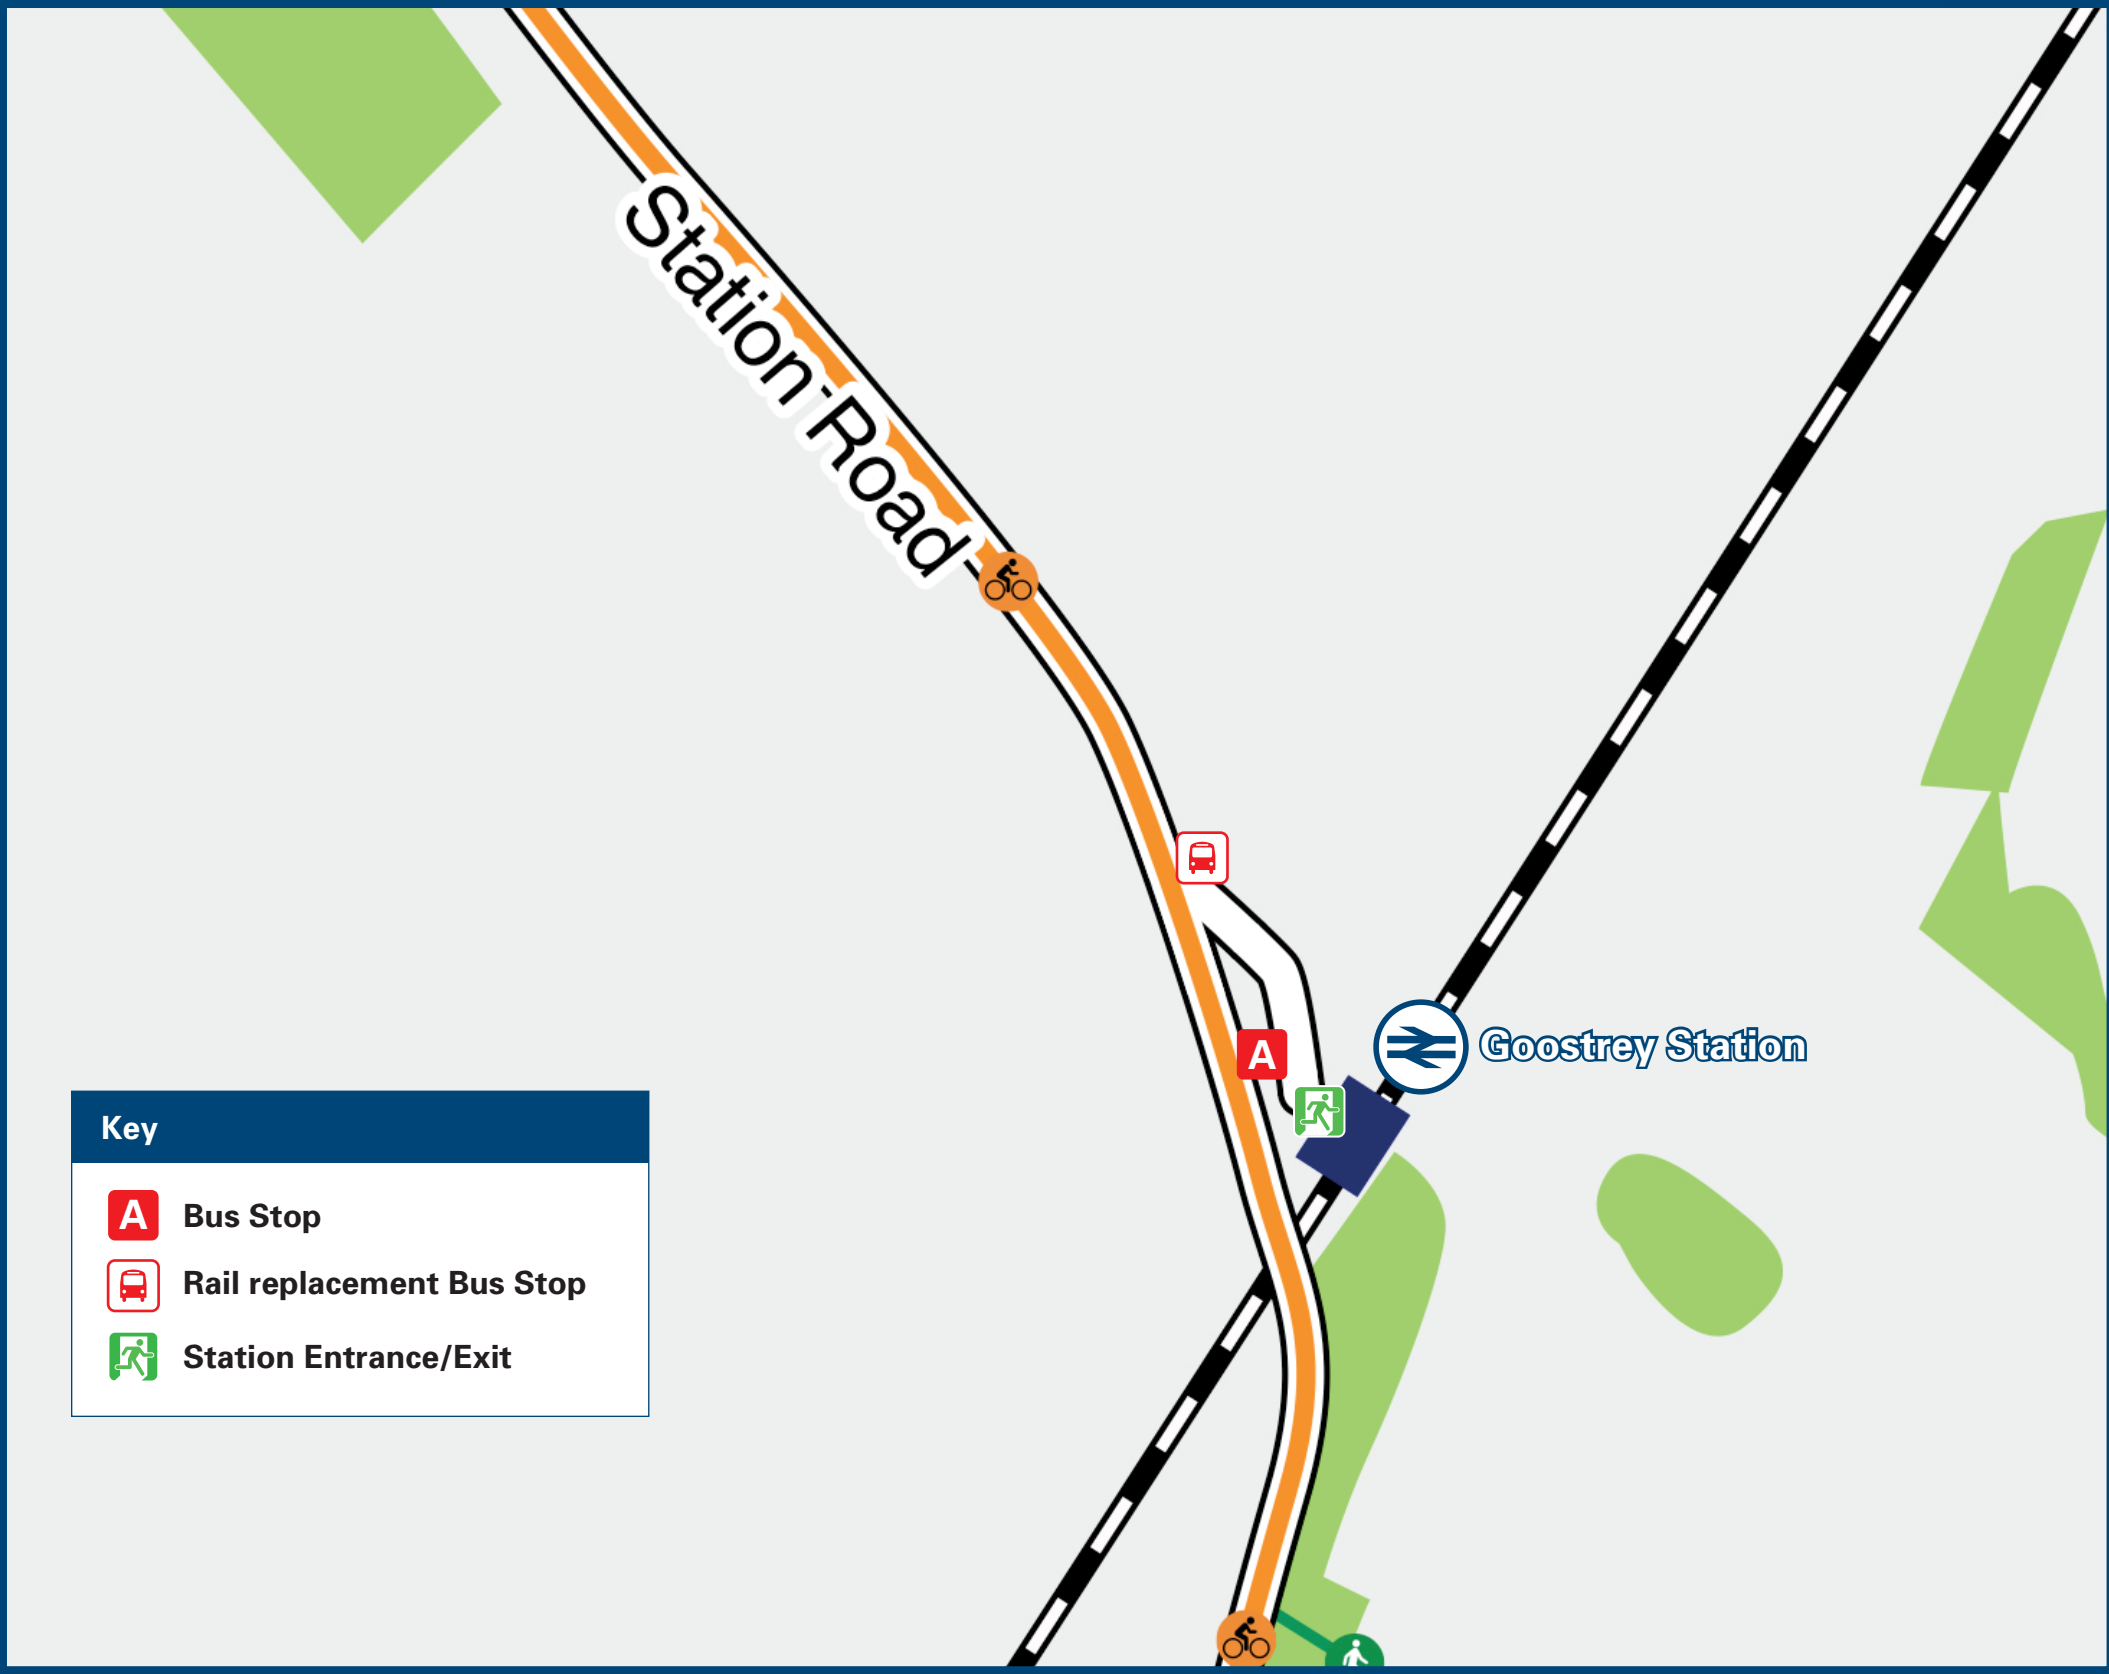 Station Road
A
Goostrey Station
Key
A Bus Stop
Rail replacement Bus Stop
Station Entrance/Exit